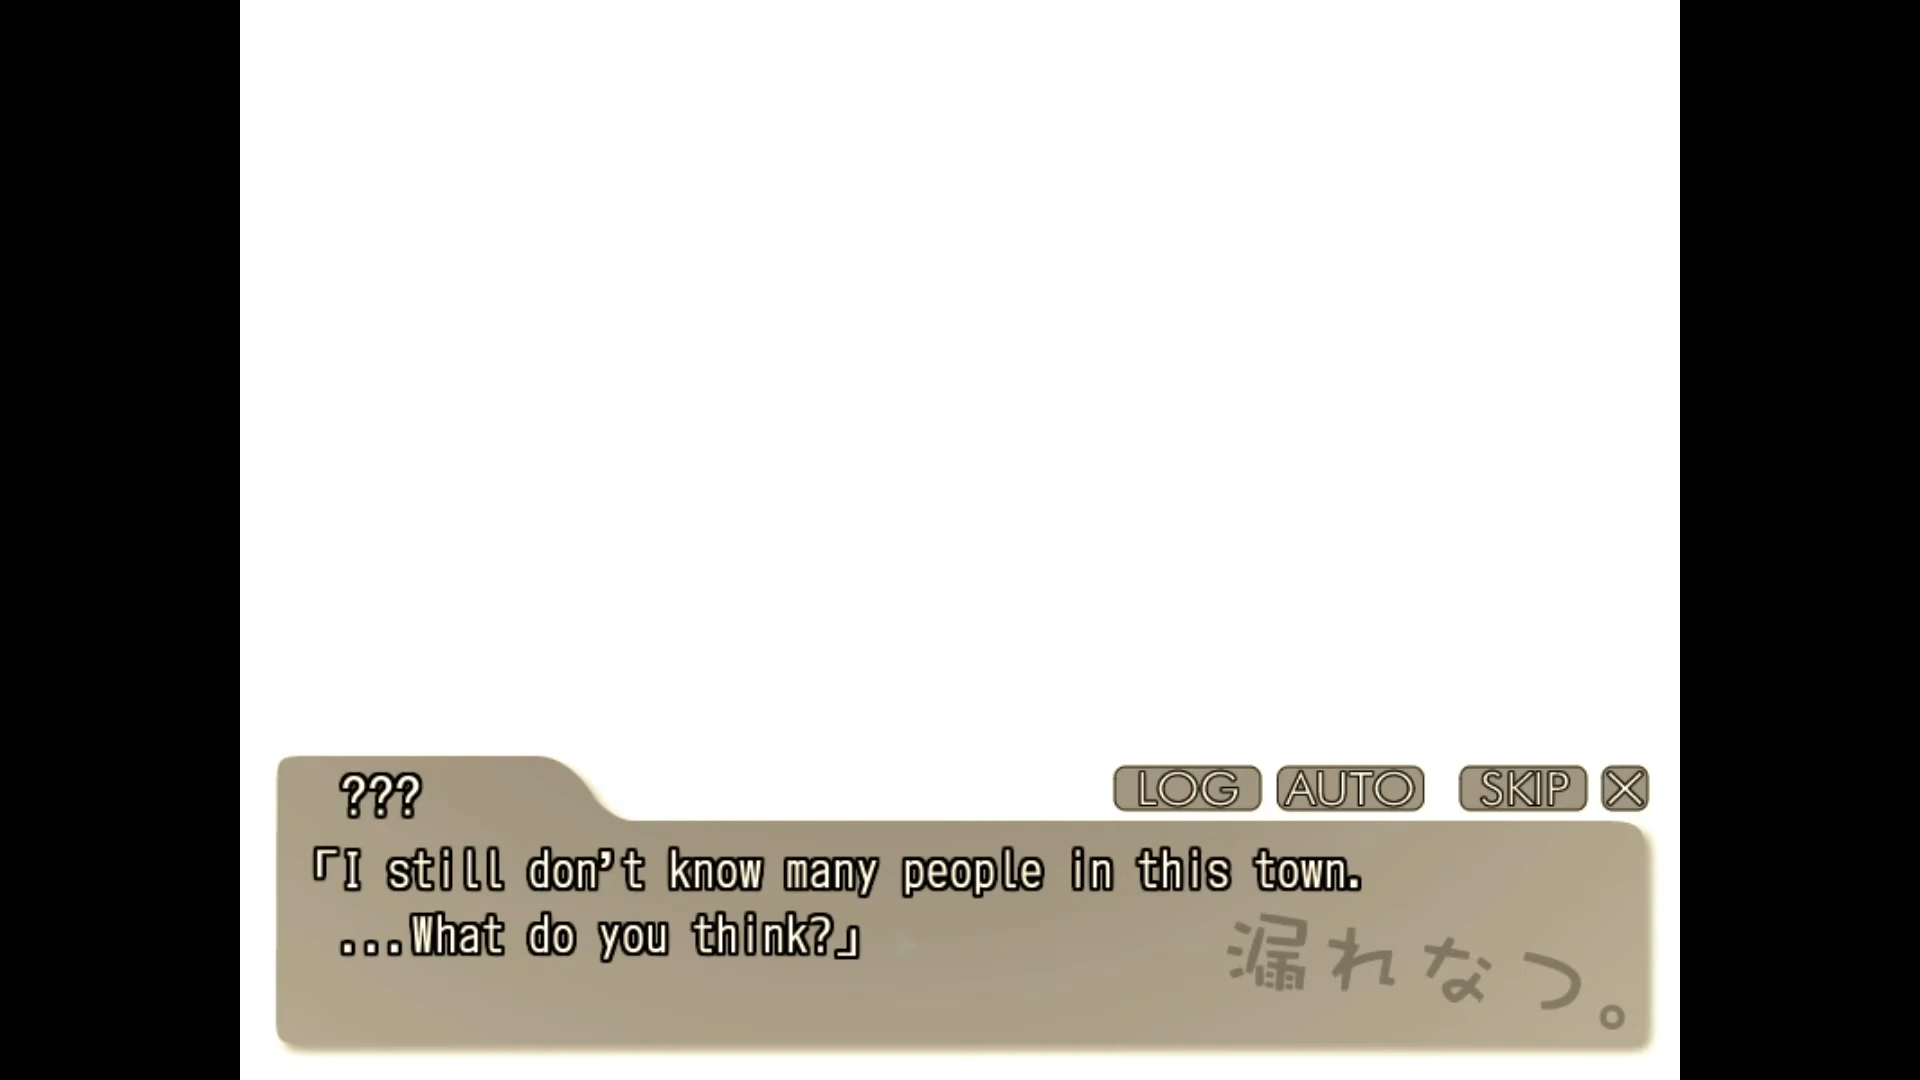 ???
LOG AUTO SKIP X
「I still don't know many people in this town.
...What do you think?」
漏れなつ。